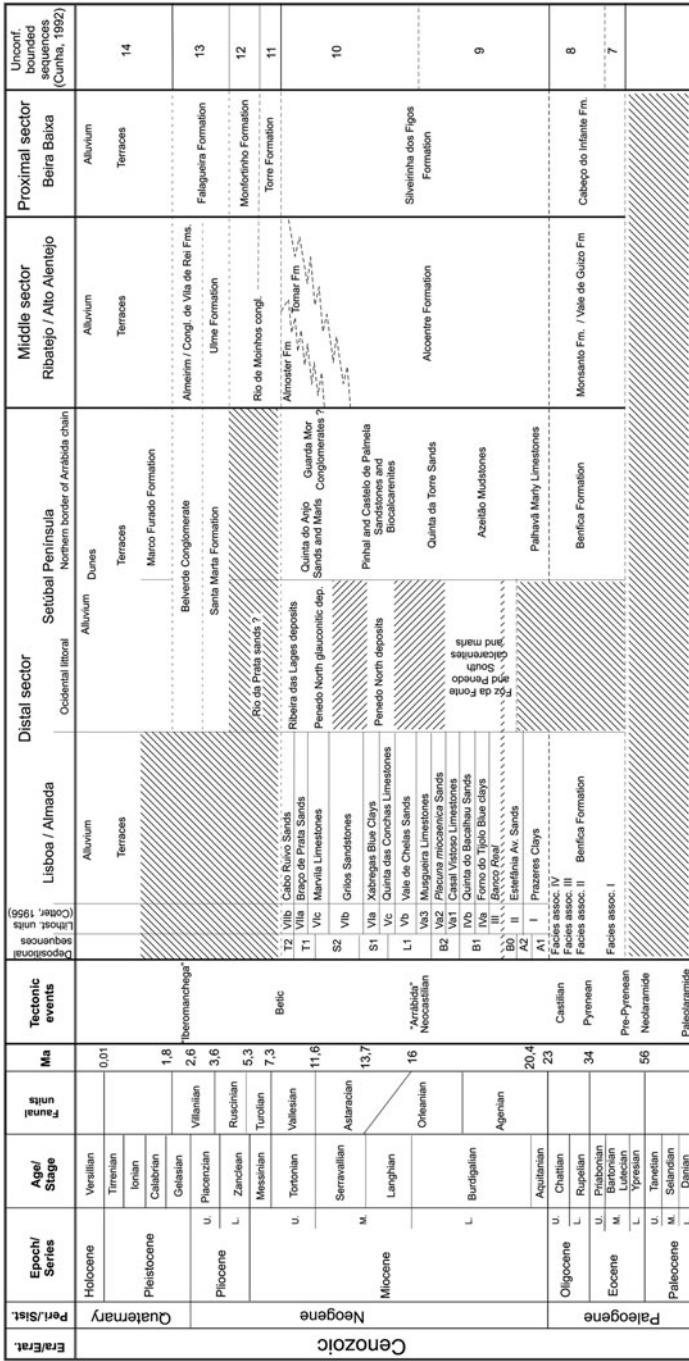 Era/Erat.
Peri./Sist.
Epoch/
Series
Age/
Stage
Faunal
units
Ma
Tectonic
events
Depositional
sequences
Lithost. units
(Cotter, 1956)
Distal sector
Lisboa / Almada
Setúbal Península
Ocidental littoral
Northern border of Arrábida chain
Middle sector
Ribatejo / Alto Alentejo
Proximal sector
Beira Baixa
Unconf.
bounded
sequences
(Cunha, 1992)
Cenozoic
Quaternary
Neogene
Paleogene
Holocene
Pleistocene
Pliocene
U.
L.
Miocene
U.
M.
L.
Oligocene
U.
L.
Eocene
U.
M.
L.
Paleocene
U.
M.
L.
Versillian
Tirrenian
Ionian
Calabrian
Gelasian
Piacenzian
Zanclean
Messinian
Tortonian
Serravallian
Langhian
Burdigalian
Aquitanian
Chattian
Rupelian
Priabonian
Bartonian
Lutecian
Ypresian
Tanetian
Selandian
Danian
Villaniian
Ruscinian
Turolian
Vallesian
Astaracian
Orleanian
Agenian
0,01
1,8
2,6
3,6
5,3
7,3
11,6
13,7
16
20,4
23
34
56
"Iberomanchega"
Betic
"Arrábida"
Neocastilian
Castilian
Pyrenean
Pre-Pyrenean
Neolaramide
Paleolaramide
T2
T1
S2
S1
L1
B2
B1
B0
A2
A1
VIIb
VIIa
VIc
VIb
VIa
Vc
Vb
Va3
Va2
Va1
IVb
IVa
III
II
I
Alluvium
Terraces
Cabo Ruivo Sands
Braço de Prata Sands
Marvila Limestones
Grilos Sandstones
Xabregas Blue Clays
Quinta das Conchas Limestones
Vale de Chelas Sands
Musgueira Limestones
Placuna miocaenica Sands
Casal Vistoso Limestones
Quinta do Bacalhau Sands
Forno do Tijolo Blue clays
Banco Real
Estefânia Av. Sands
Prazeres Clays
Facies assoc. IV
Facies assoc. III
Facies assoc. II
Benfica Formation
Facies assoc. I
Alluvium
Dunes
Terraces
Marco Furado Formation
Belverde Conglomerate
Santa Marta Formation
Rio da Prata sands ?
Ribeira das Lages deposits
Penedo North glauconitic dep.
Penedo North deposits
Foz da Fonte
and Penedo
South
calcarenites
and marls
Quinta do Anjo
Sands and Marls
Guarda Mor
Conglomerates ?
Pinhal and Castelo de Palmela
Sandstones and
Biocalcarenites
Quinta da Torre Sands
Azeitão Mudstones
Palhavã Marly Limestones
Benfica Formation
Alluvium
Terraces
Almeirim / Congl. de Vila de Rei Fms.
Ulme Formation
Rio de Moinhos congl.
Almoster Fm
Tomar Fm
Alcoentre Formation
Monsanto Fm. / Vale de Guizo Fm
Alluvium
Terraces
Falagueira Formation
Monfortinho Formation
Torre Formation
Silveirinha dos Figos
Formation
Cabeço do Infante Fm.
14
13
12
11
10
9
8
7